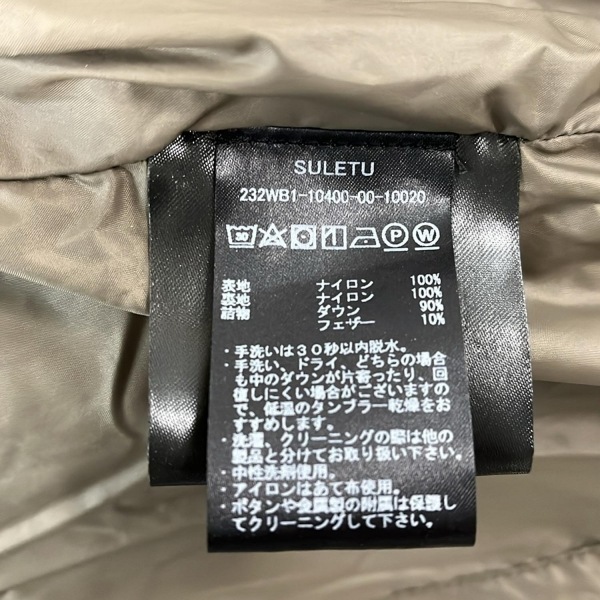 SULETU
232WB1-10400-00-10020
30 P W
表地 ナイロン 100%
裏地 ナイロン 100%
詰物 ダウン 90%
フェザー 10%
・手洗いは30秒以内脱水。
・手洗い、ドライ、どちらの場合
も中のダウンが片寄ったり、回
復しにくい場合がございますの
で、低温のタンブラー乾燥をお
すすめします。
・洗濯、クリーニングの際は他の
製品と分けてお取り扱い下さい。
・中性洗剤使用。
・アイロンはあて布使用。
・ボタンや金属製の附属は保護し
てクリーニングして下さい。